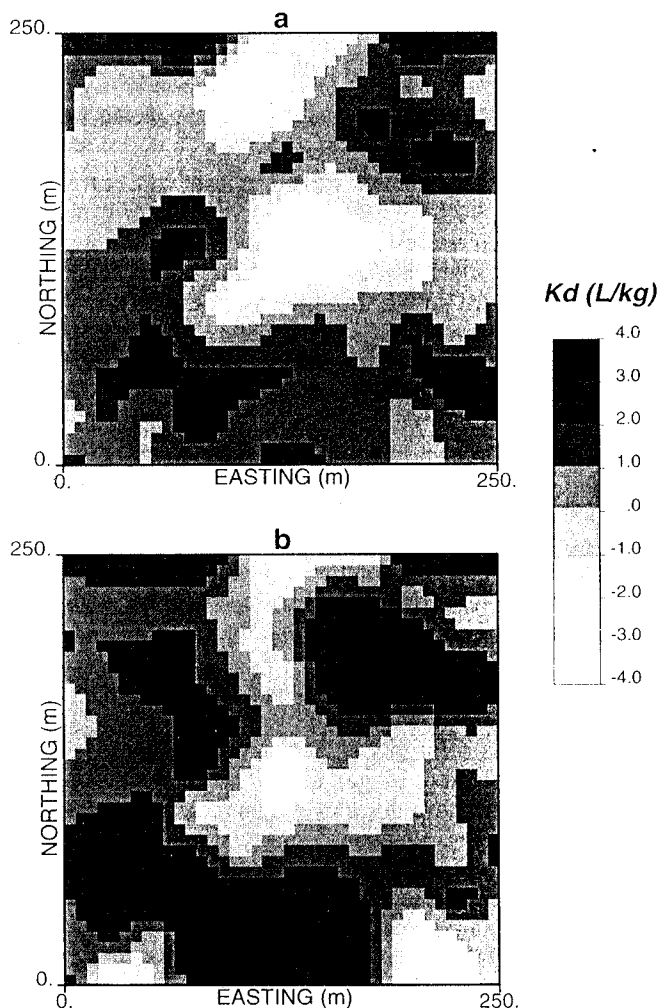 a
250.
NORTHING (m)
0.
0.
EASTING (m)
250.
Kd (L/kg)
4.0
3.0
2.0
1.0
.0
-1.0
-2.0
-3.0
-4.0
b
250.
NORTHING (m)
0.
0.
EASTING (m)
250.